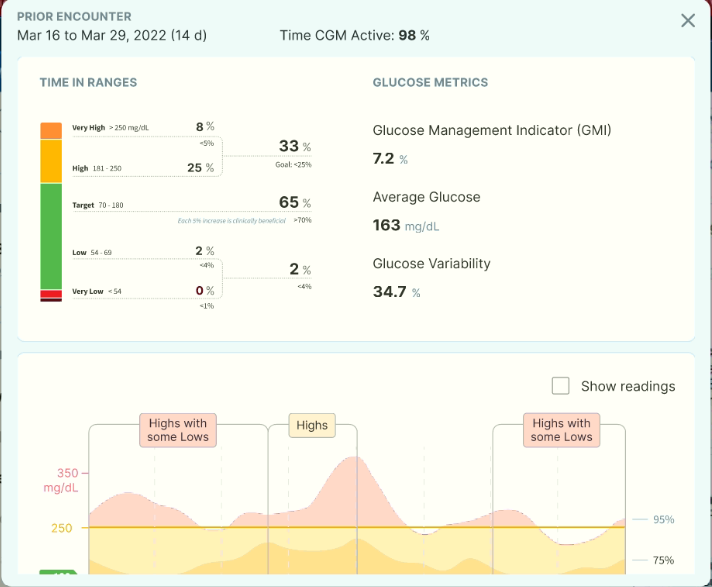 PRIOR ENCOUNTER
Mar 16 to Mar 29, 2022 (14 d)
Time CGM Active: 98 %
TIME IN RANGES
Very High > 250 mg/dL
8 %
<5%
33 %
Goal: <25%
High 181 - 250
25 %
Target 70 - 180
65 %
Each 5% increase is clinically beneficial
>70%
Low 54 - 69
2 %
<4%
2 %
<4%
Very Low < 54
0 %
<1%
GLUCOSE METRICS
Glucose Management Indicator (GMI)
7.2 %
Average Glucose
163 mg/dL
Glucose Variability
34.7 %
Show readings
Highs with
some Lows
Highs
Highs with
some Lows
350
mg/dL
250
95%
75%